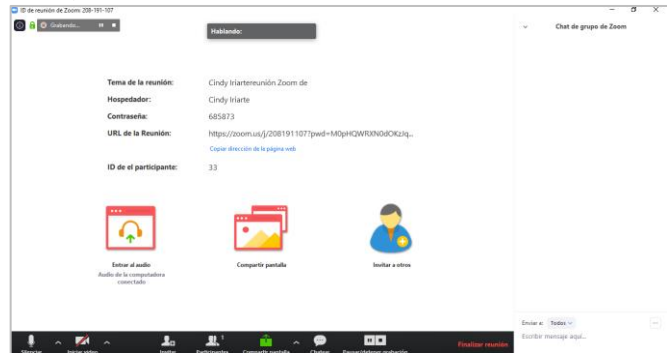 ID de reunión de Zoom: 208-191-107
Grabando...
Hablando:
Chat de grupo de Zoom
Tema de la reunión: Cindy Iriartereunión Zoom de
Hospedador: Cindy Iriarte
Contraseña: 685873
URL de la Reunión: https://zoom.us/j/208191107?pwd=M0pHQWRXN0dOKzJq...
Copiar dirección de la página web
ID de el participante: 33
Entrar al audio
Audio de la computadora
conectado
Compartir pantalla
Invitar a otros
Enviar a: Todos
Escribir mensaje aquí...
Silenciar
Iniciar video
Invitar
1
Participantes
Compartir pantalla
Chatear
Pausar/detener grabación
Finalizar reunión